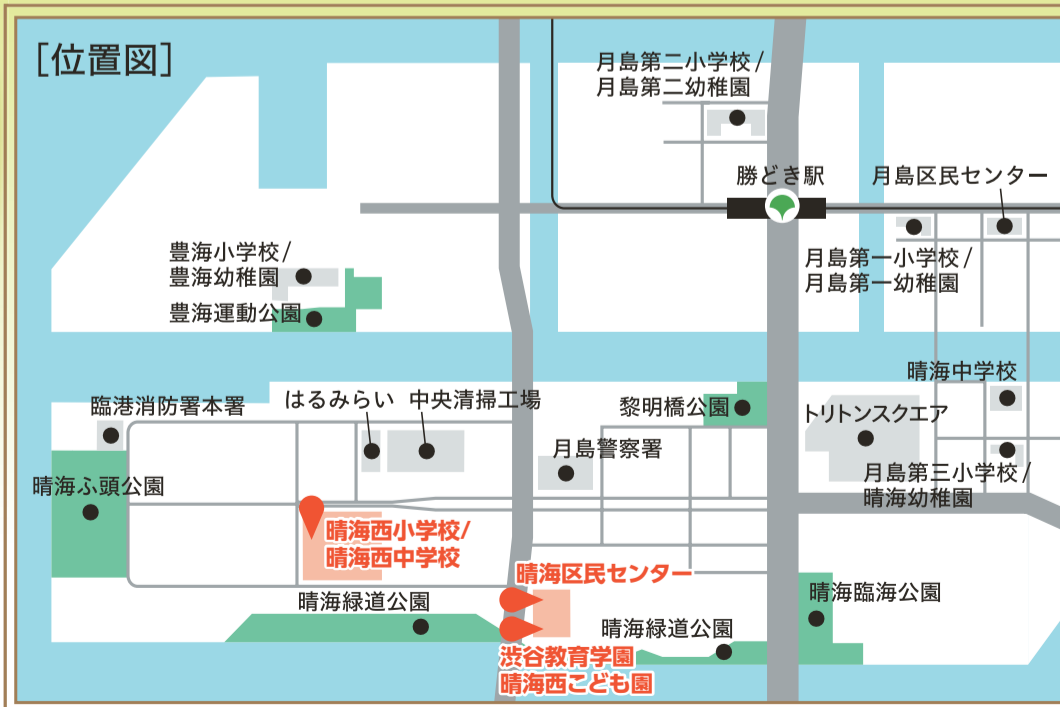 [位置図]
月島第二小学校/
月島第二幼稚園
勝どき駅
月島区民センター
豊海小学校/
豊海幼稚園
豊海運動公園
月島第一小学校/
月島第一幼稚園
晴海中学校
臨港消防署本署
はるみらい
中央清掃工場
黎明橋公園
トリトンスクエア
月島警察署
月島第三小学校/
晴海幼稚園
晴海ふ頭公園
晴海西小学校/
晴海西中学校
晴海区民センター
晴海緑道公園
晴海臨海公園
晴海緑道公園
渋谷教育学園
晴海西こども園